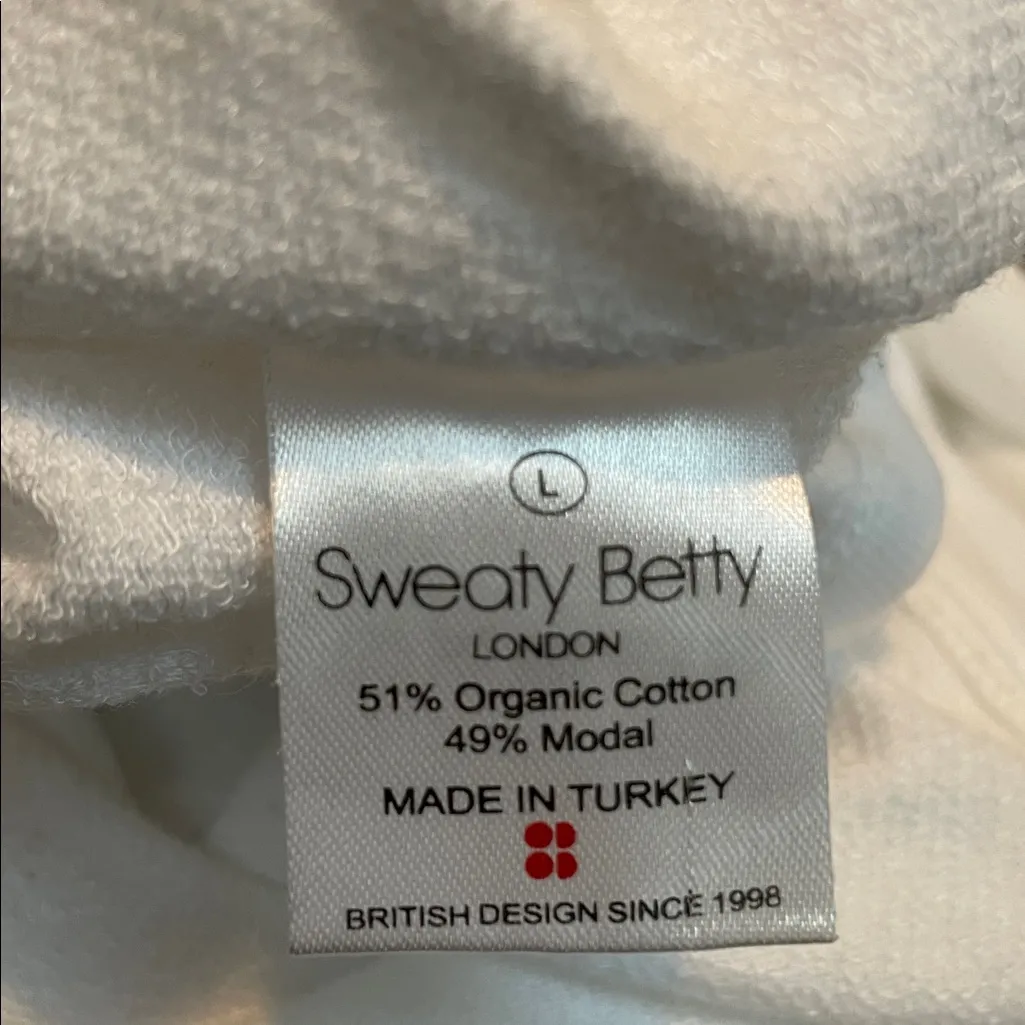 L
Sweaty Betty
LONDON
51% Organic Cotton
49% Modal
MADE IN TURKEY
BRITISH DESIGN SINCE 1998